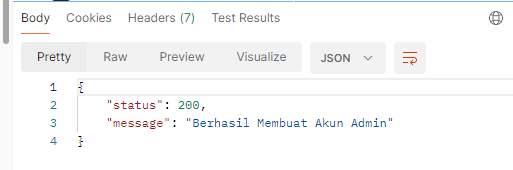 Body Cookies Headers (7) Test Results
Pretty Raw Preview Visualize JSON
1 {
2 "status": 200,
3 "message": "Berhasil Membuat Akun Admin"
4 }